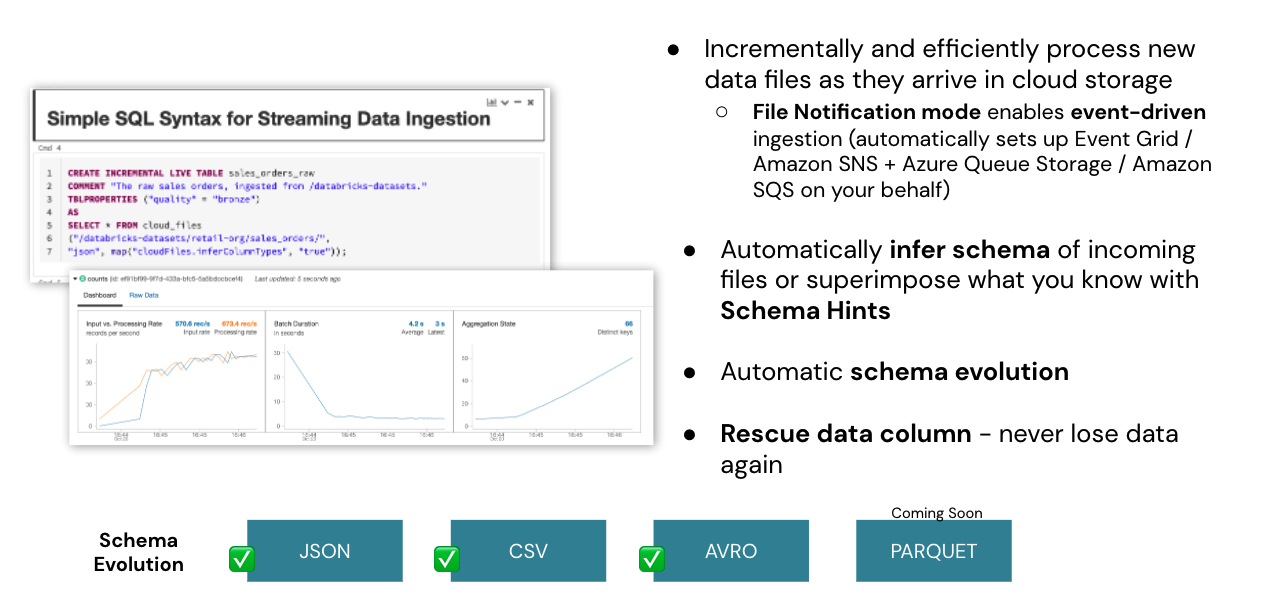 Simple SQL Syntax for Streaming Data Ingestion
Cmd 4
1 CREATE INCREMENTAL LIVE TABLE sales_orders_raw
2 COMMENT "The raw sales orders, ingested from /databricks-datasets."
3 TBLPROPERTIES ("quality" = "bronze")
4 AS
5 SELECT * FROM cloud_files
6 ("/databricks-datasets/retail-org/sales_orders/",
7 "json", map("cloudFiles.inferColumnTypes", "true"));
counts Last updated: 5 seconds ago
Dashboard Raw Data
Input vs. Processing Rate 570.6 rec/s 673.4 rec/s
records per second Input rate Processing rate
Batch Duration 4.2 s 3 s
in seconds Average Latest
Aggregation State 66
Distinct keys
● Incrementally and efficiently process new
data files as they arrive in cloud storage
○ File Notification mode enables event-driven
ingestion (automatically sets up Event Grid /
Amazon SNS + Azure Queue Storage / Amazon
SQS on your behalf)
● Automatically infer schema of incoming
files or superimpose what you know with
Schema Hints
● Automatic schema evolution
● Rescue data column - never lose data
again
Schema
Evolution
JSON
CSV
AVRO
Coming Soon
PARQUET